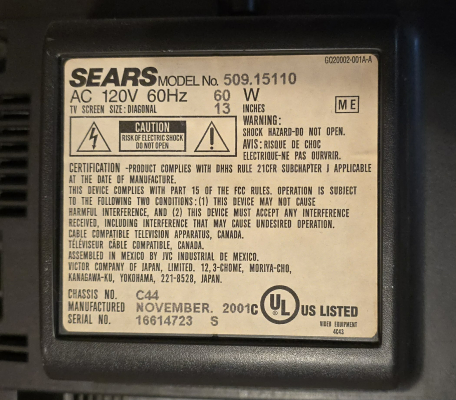 GQ20002-001A-A
SEARS MODEL No. 509.15110
AC 120V 60Hz 60 W
TV SCREEN SIZE: DIAGONAL 13 INCHES
ME
CAUTION
RISK OF ELECTRIC SHOCK
DO NOT OPEN
WARNING:
SHOCK HAZARD-DO NOT OPEN.
AVIS: RISQUE DE CHOC
ELECTRIQUE-NE PAS OUVRIR.
CERTIFICATION -PRODUCT COMPLIES WITH DHHS RULE 21CFR SUBCHAPTER J APPLICABLE
AT THE DATE OF MANUFACTURE.
THIS DEVICE COMPLIES WITH PART 15 OF THE FCC RULES. OPERATION IS SUBJECT
TO THE FOLLOWING TWO CONDITIONS: (1) THIS DEVICE MAY NOT CAUSE
HARMFUL INTERFERENCE, AND (2) THIS DEVICE MUST ACCEPT ANY INTERFERENCE
RECEIVED, INCLUDING INTERFERENCE THAT MAY CAUSE UNDESIRED OPERATION.
CABLE COMPATIBLE TELEVISION APPARATUS, CANADA.
TÉLÉVISEUR CÂBLE COMPATIBLE, CANADA.
ASSEMBLED IN MEXICO BY JVC INDUSTRIAL DE MEXICO.
VICTOR COMPANY OF JAPAN, LIMITED. 12, 3-CHOME, MORIYA-CHO,
KANAGAWA-KU, YOKOHAMA, 221-8528, JAPAN.
CHASSIS NO. C44
MANUFACTURED NOVEMBER. 2001
SERIAL NO. 16614723 S
C UL ® US LISTED
VIDEO EQUIPMENT
4C43